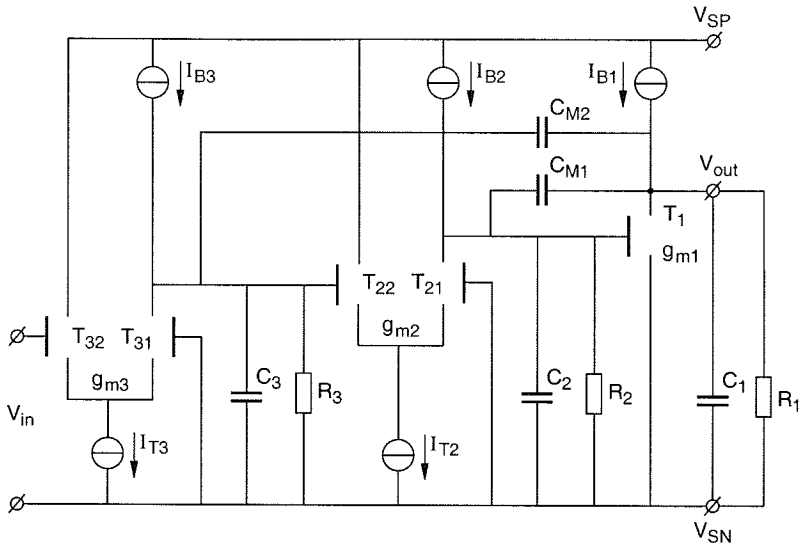 V_SP
I_B3
I_B2
I_B1
C_M2
C_M1
V_out
T_1
g_m1
T_22 T_21
g_m2
T_32 T_31
g_m3
C_3
R_3
C_2
R_2
C_1
R_1
V_in
I_T3
I_T2
V_SN